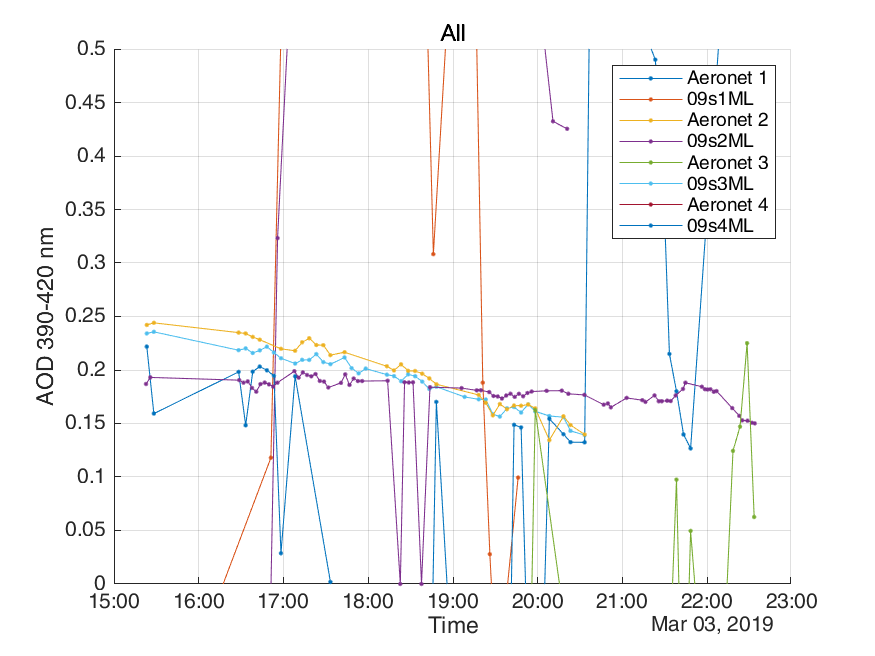 All
0.5
0.45
0.4
0.35
0.3
0.25
0.2
0.15
0.1
0.05
0
AOD 390-420 nm
Aeronet 1
09s1ML
Aeronet 2
09s2ML
Aeronet 3
09s3ML
Aeronet 4
09s4ML
15:00 16:00 17:00 18:00 19:00 20:00 21:00 22:00 23:00
Time
Mar 03, 2019